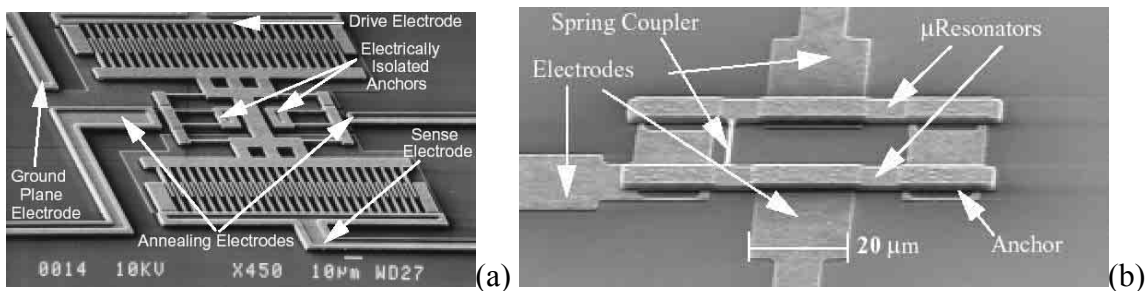 Drive Electrode
Electrically
Isolated
Anchors
Sense
Electrode
Ground
Plane
Electrode
Annealing Electrodes
0014 10KV X450 10μm WD27
(a)
Spring Coupler
μResonators
Electrodes
20 μm
Anchor
(b)